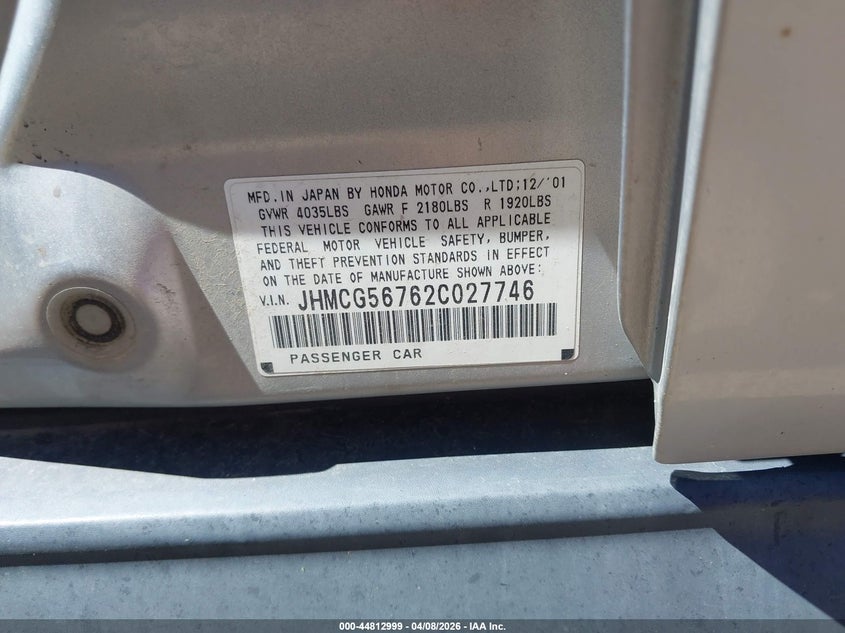 MFD. IN JAPAN BY HONDA MOTOR CO.,LTD;12/'01
GVWR 4035LBS GAWR F 2180LBS R 1920LBS
THIS VEHICLE CONFORMS TO ALL APPLICABLE
FEDERAL MOTOR VEHICLE SAFETY, BUMPER,
AND THEFT PREVENTION STANDARDS IN EFFECT
ON THE DATE OF MANUFACTURE SHOWN ABOVE:
V.I.N. JHMCG56762C027746
PASSENGER CAR
000-44812999 04/08/2026 - IAA Inc.